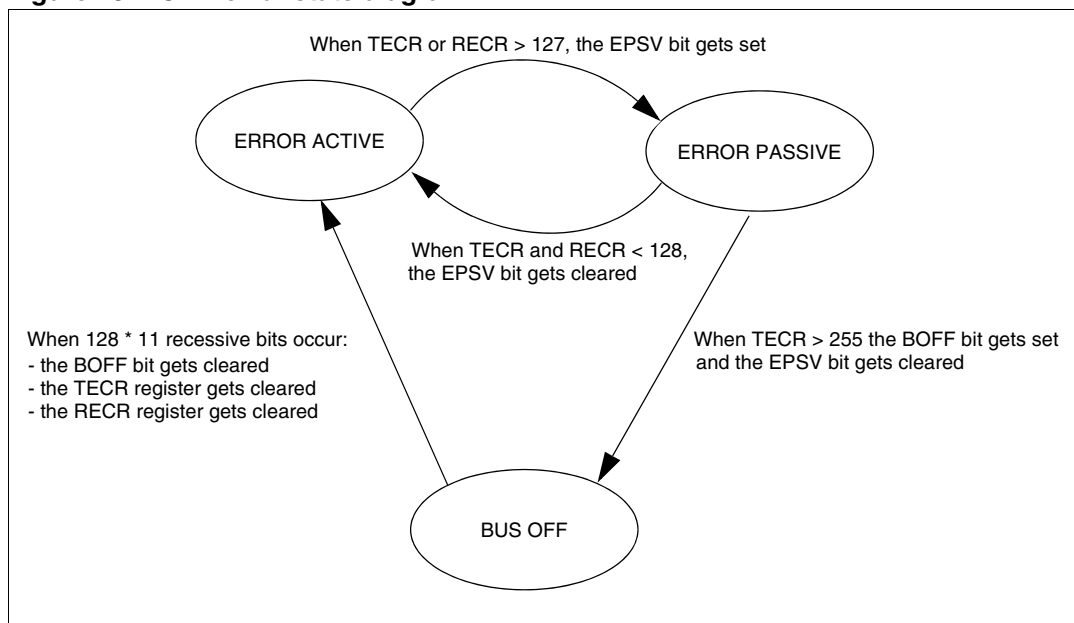 When TECR or RECR > 127, the EPSV bit gets set
ERROR ACTIVE
ERROR PASSIVE
When TECR and RECR < 128,
the EPSV bit gets cleared
When 128 * 11 recessive bits occur:
- the BOFF bit gets cleared
- the TECR register gets cleared
- the RECR register gets cleared
When TECR > 255 the BOFF bit gets set
and the EPSV bit gets cleared
BUS OFF